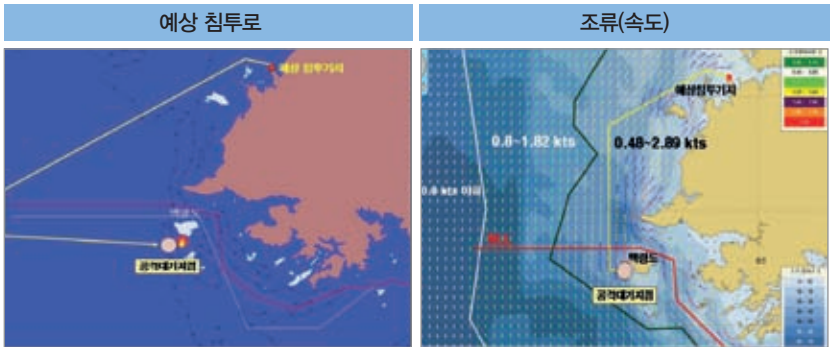 예상 침투로
조류(속도)
예상 침투기지
백령도
공격대기지점
예상침투기지
0.8~1.82 kts
0.48~2.89 kts
0.8 kts 이하
백령도
공격대기지점